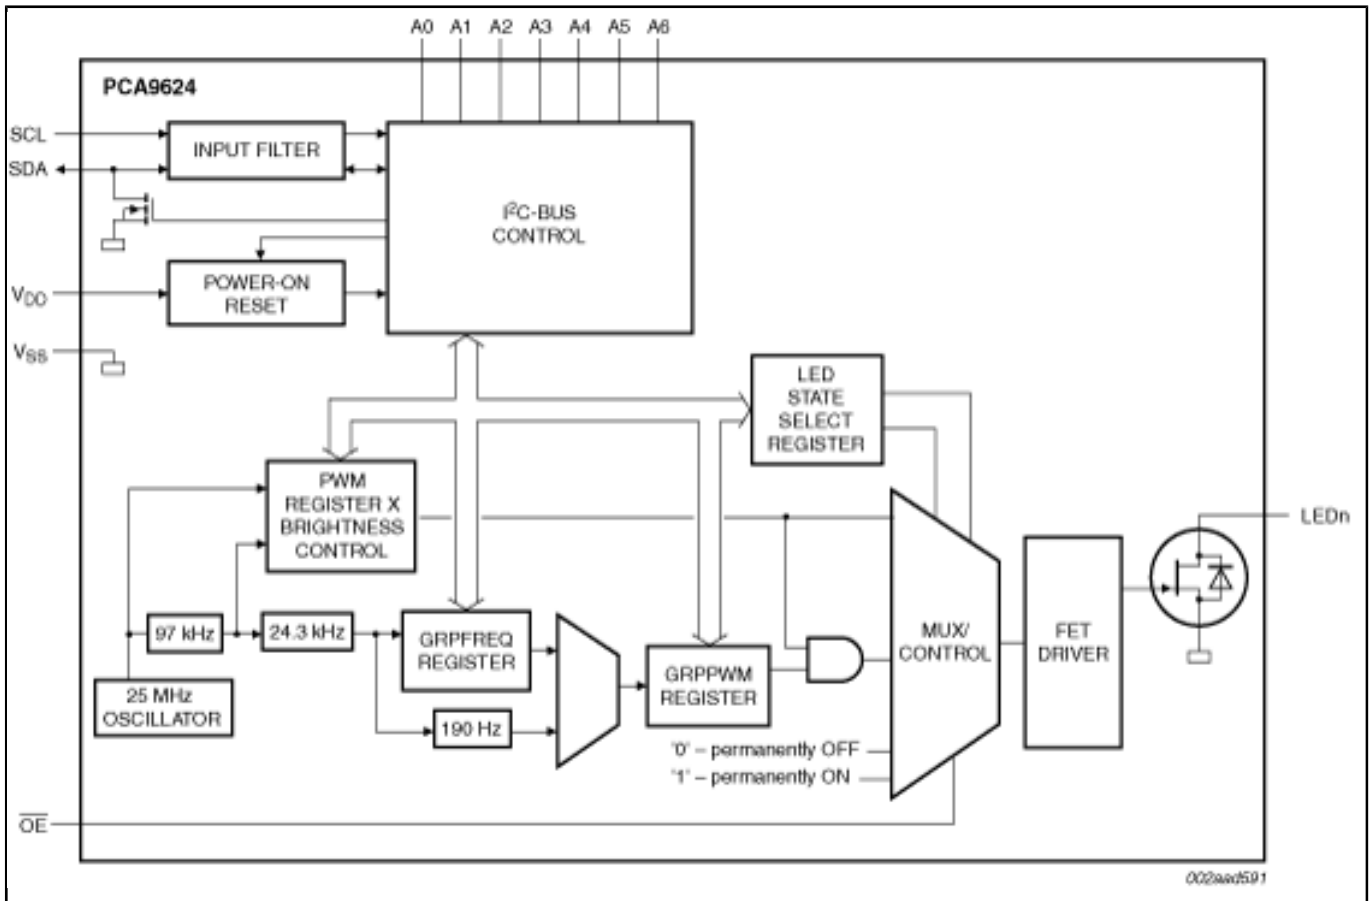 A0 A1 A2 A3 A4 A5 A6
PCA9624
SCL
SDA
INPUT FILTER
I²C-BUS
CONTROL
POWER-ON
RESET
VDD
VSS
LED
STATE
SELECT
REGISTER
PWM
REGISTER X
BRIGHTNESS
CONTROL
LEDn
97 kHz
24.3 kHz
GRPFREQ
REGISTER
190 Hz
25 MHz
OSCILLATOR
GRPPWM
REGISTER
MUX/
CONTROL
FET
DRIVER
'0' – permanently OFF
'1' – permanently ON
OE
002aad591